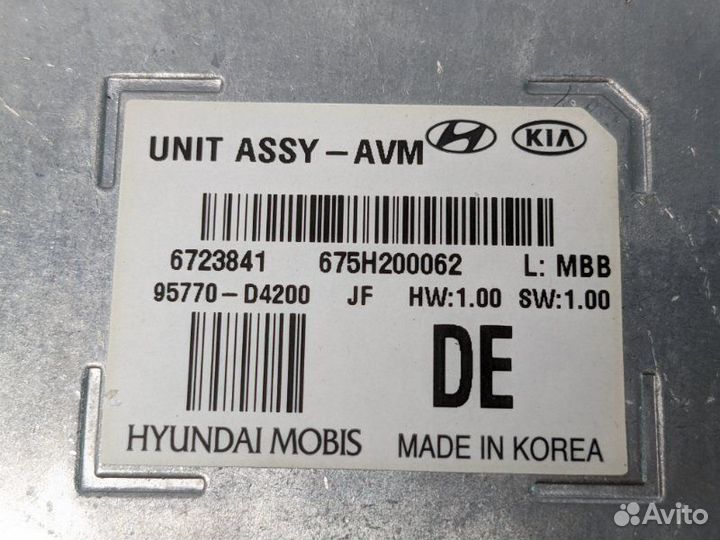 UNIT ASSY-AVM KIA
6723841 675H200062 L: MBB
95770-D4200 JF HW:1.00 SW:1.00
DE
HYUNDAI MOBIS MADE IN KOREA
Avito